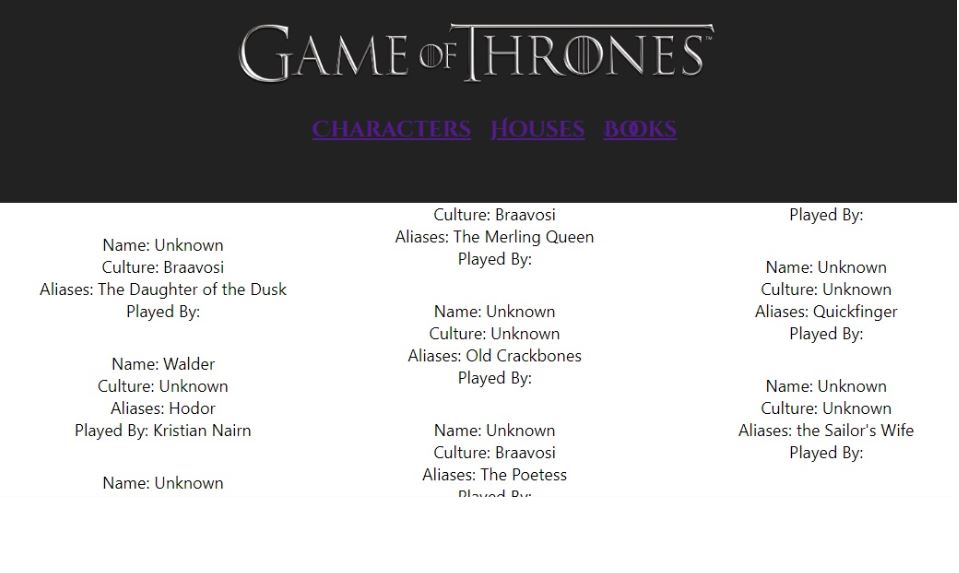 GAME OF THRONES™
CHARACTERS HOUSES BOOKS
Name: Unknown
Culture: Braavosi
Aliases: The Daughter of the Dusk
Played By:
Name: Walder
Culture: Unknown
Aliases: Hodor
Played By: Kristian Nairn
Name: Unknown
Culture: Braavosi
Aliases: The Merling Queen
Played By:
Name: Unknown
Culture: Unknown
Aliases: Old Crackbones
Played By:
Name: Unknown
Culture: Braavosi
Aliases: The Poetess
Played By:
Played By:
Name: Unknown
Culture: Unknown
Aliases: Quickfinger
Played By:
Name: Unknown
Culture: Unknown
Aliases: the Sailor's Wife
Played By: